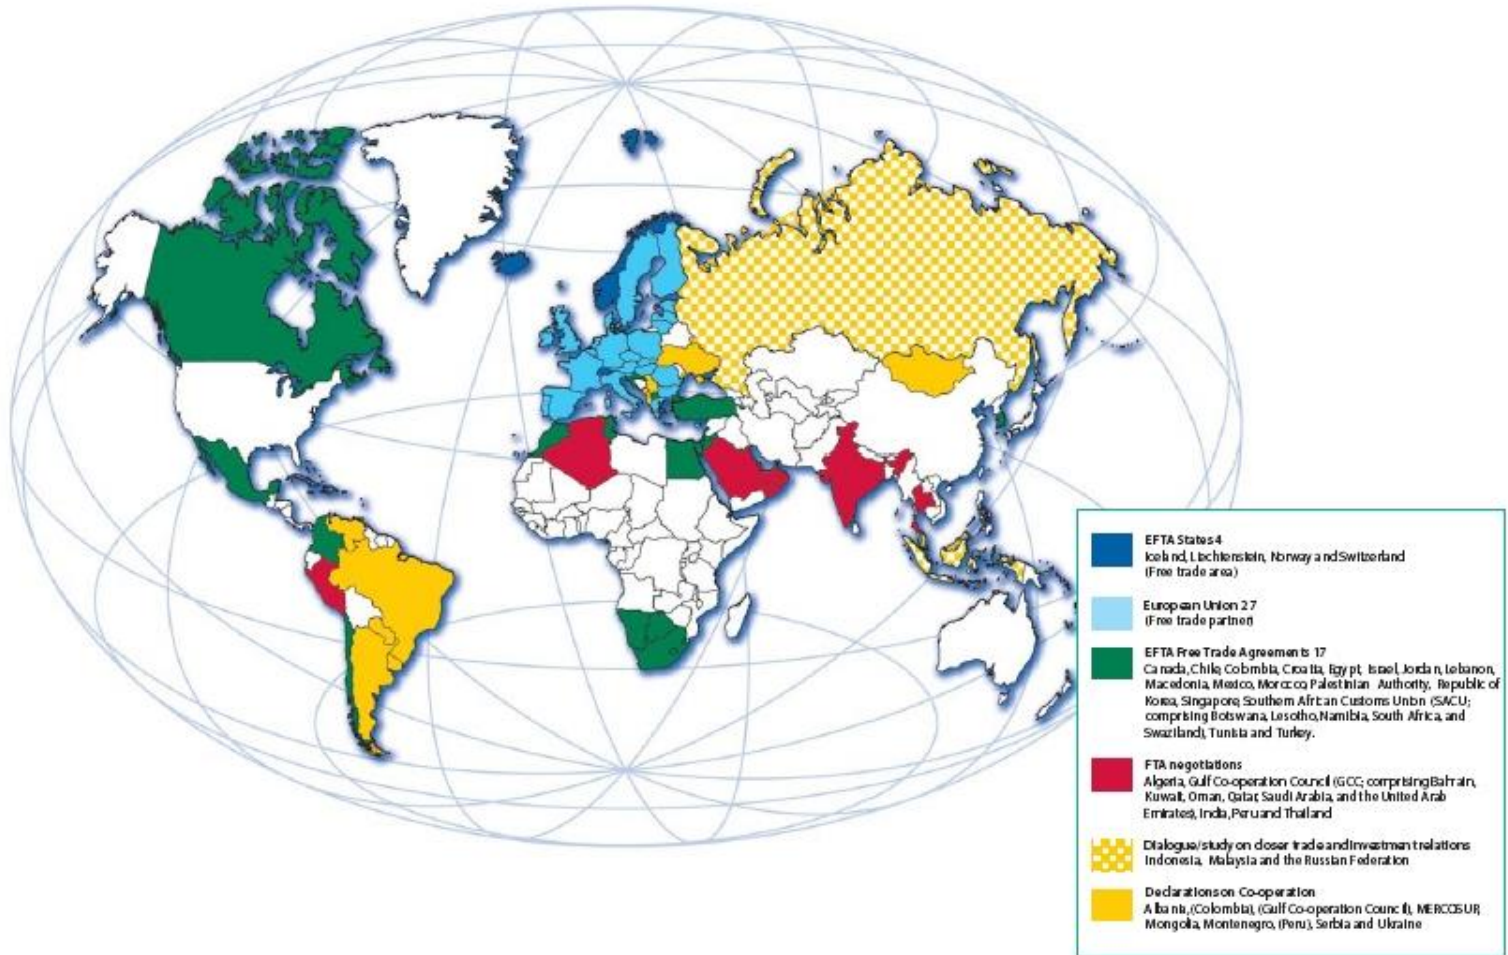 EFTA States 4
Iceland, Liechtenstein, Norway and Switzerland
(Free trade area)
European Union 27
(Free trade partner)
EFTA Free Trade Agreements 17
Canada, Chile, Colombia, Croatia, Egypt, Israel, Jordan, Lebanon,
Macedonia, Mexico, Morocco, Palestinian Authority, Republic of
Korea, Singapore, Southern African Customs Union (SACU;
comprising Botswana, Lesotho, Namibia, South Africa, and
Swaziland), Tunisia and Turkey.
FTA negotiations
Algeria, Gulf Co-operation Council (GCC; comprising Bahrain,
Kuwait, Oman, Qatar, Saudi Arabia, and the United Arab
Emirates), India, Peru and Thailand
Dialogue/study on closer trade and investment relations
Indonesia, Malaysia and the Russian Federation
Declarations on Co-operation
Albania, (Colombia), (Gulf Co-operation Council), MERCOSUR,
Mongolia, Montenegro, (Peru), Serbia and Ukraine